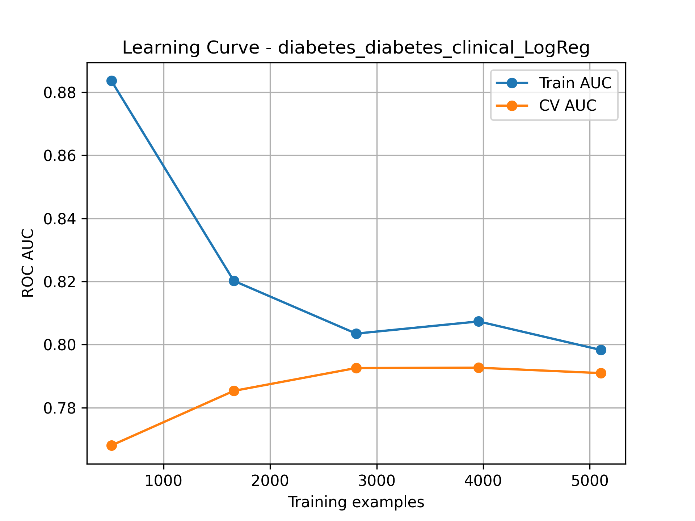 Learning Curve - diabetes_diabetes_clinical_LogReg
Train AUC
CV AUC
0.88
0.86
0.84
0.82
0.80
0.78
ROC AUC
1000 2000 3000 4000 5000
Training examples